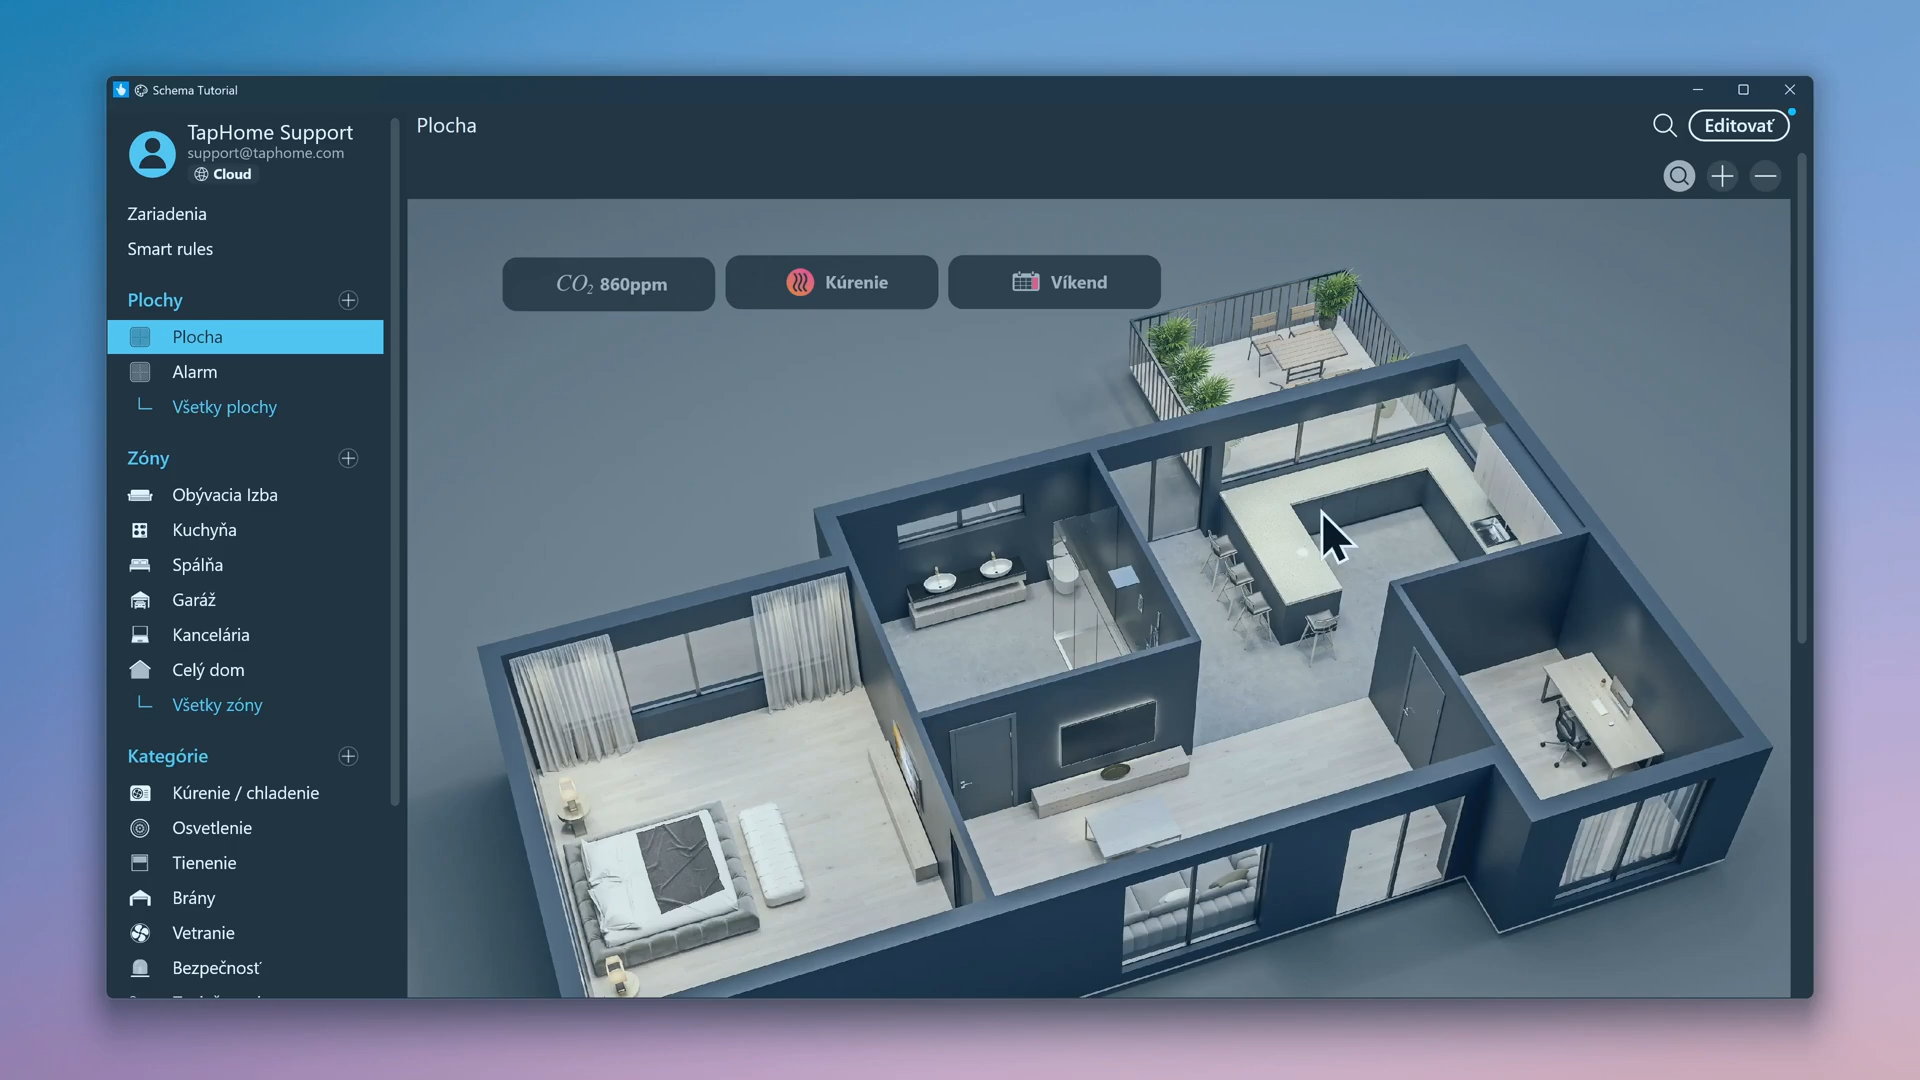 Schema Tutorial
TapHome Support
support@taphome.com
Cloud
Zariadenia
Smart rules
Plochy
Plocha
Alarm
Všetky plochy
Zóny
Obývacia Izba
Kuchyňa
Spálňa
Garáž
Kancelária
Celý dom
Všetky zóny
Kategórie
Kúrenie / chladenie
Osvetlenie
Tienenie
Brány
Vetranie
Bezpečnosť
Plocha
Editovať
CO₂ 860ppm
Kúrenie
Víkend